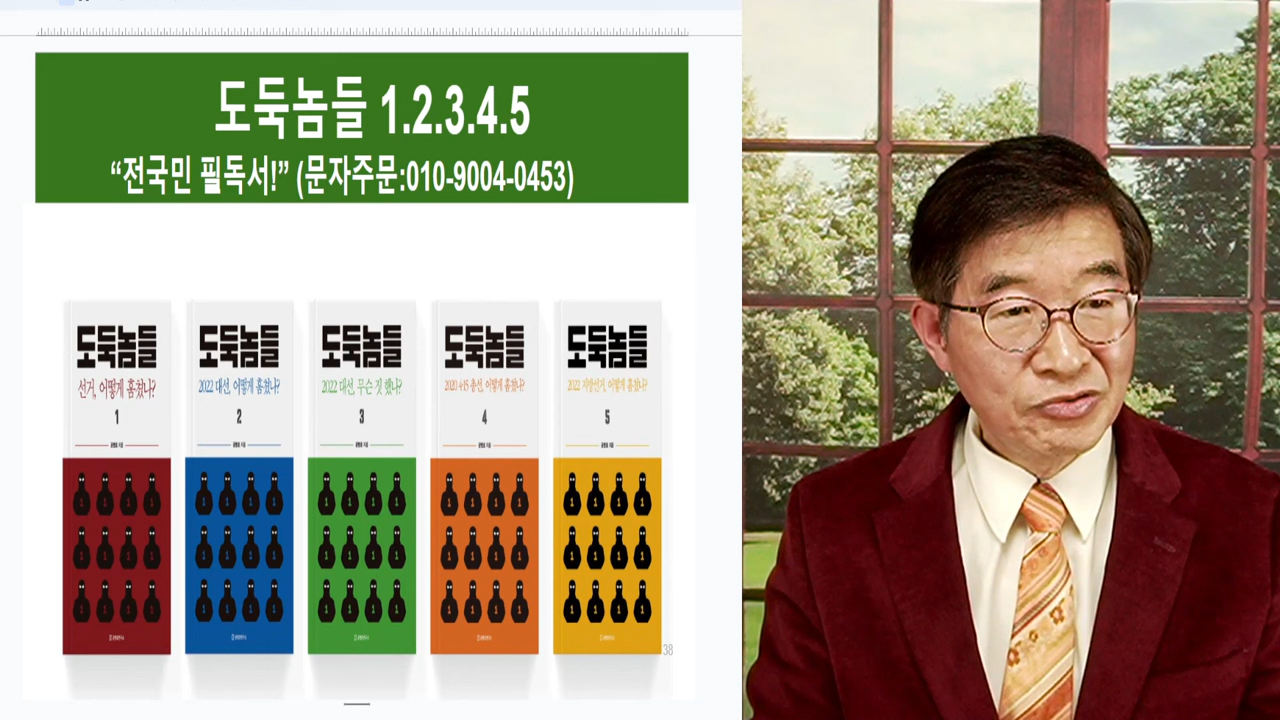 도둑놈들 1.2.3.4.5
“전국민 필독서!” (문자주문:010-9004-0453)
도둑놈들
선거, 어떻게 훔쳤나?
1
도둑놈들
2022 대선, 어떻게 훔쳤나?
2
도둑놈들
2022 대선, 무슨 짓 했나?
3
도둑놈들
2020 4·15 총선, 어떻게 훔쳤나?
4
도둑놈들
2022 지방선거, 어떻게 훔쳤나?
5
38